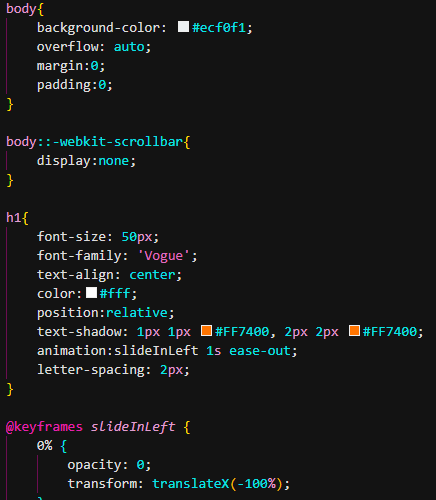 body{
    background-color: #ecf0f1;
    overflow: auto;
    margin:0;
    padding:0;
}

body::-webkit-scrollbar{
    display:none;
}

h1{
    font-size: 50px;
    font-family: 'Vogue';
    text-align: center;
    color:#fff;
    position:relative;
    text-shadow: 1px 1px #FF7400, 2px 2px #FF7400;
    animation:slideInLeft 1s ease-out;
    letter-spacing: 2px;
}

@keyframes slideInLeft {
    0% {
        opacity: 0;
        transform: translateX(-100%);
    }